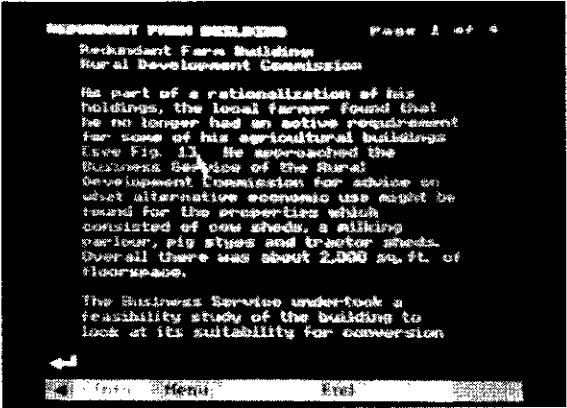 REDUNDANT FARM BUILDING Page 1 of 4
Redundant Farm Buildings
Rural Development Commission
As part of a rationalization of his
holdings, the local farmer found that
he no longer had an active requirement
for some of his agricultural buildings
(see Fig. 1). He approached the
Business Service of the Rural
Development Commission for advice on
what alternative economic use might be
found for the properties which
consisted of cow sheds, a milking
parlour, pig styes and tractor sheds.
Overall there was about 2,000 sq.ft. of
floorspace.
The Business Service undertook a
feasibility study of the building to
look at its suitability for conversion
Info Menu